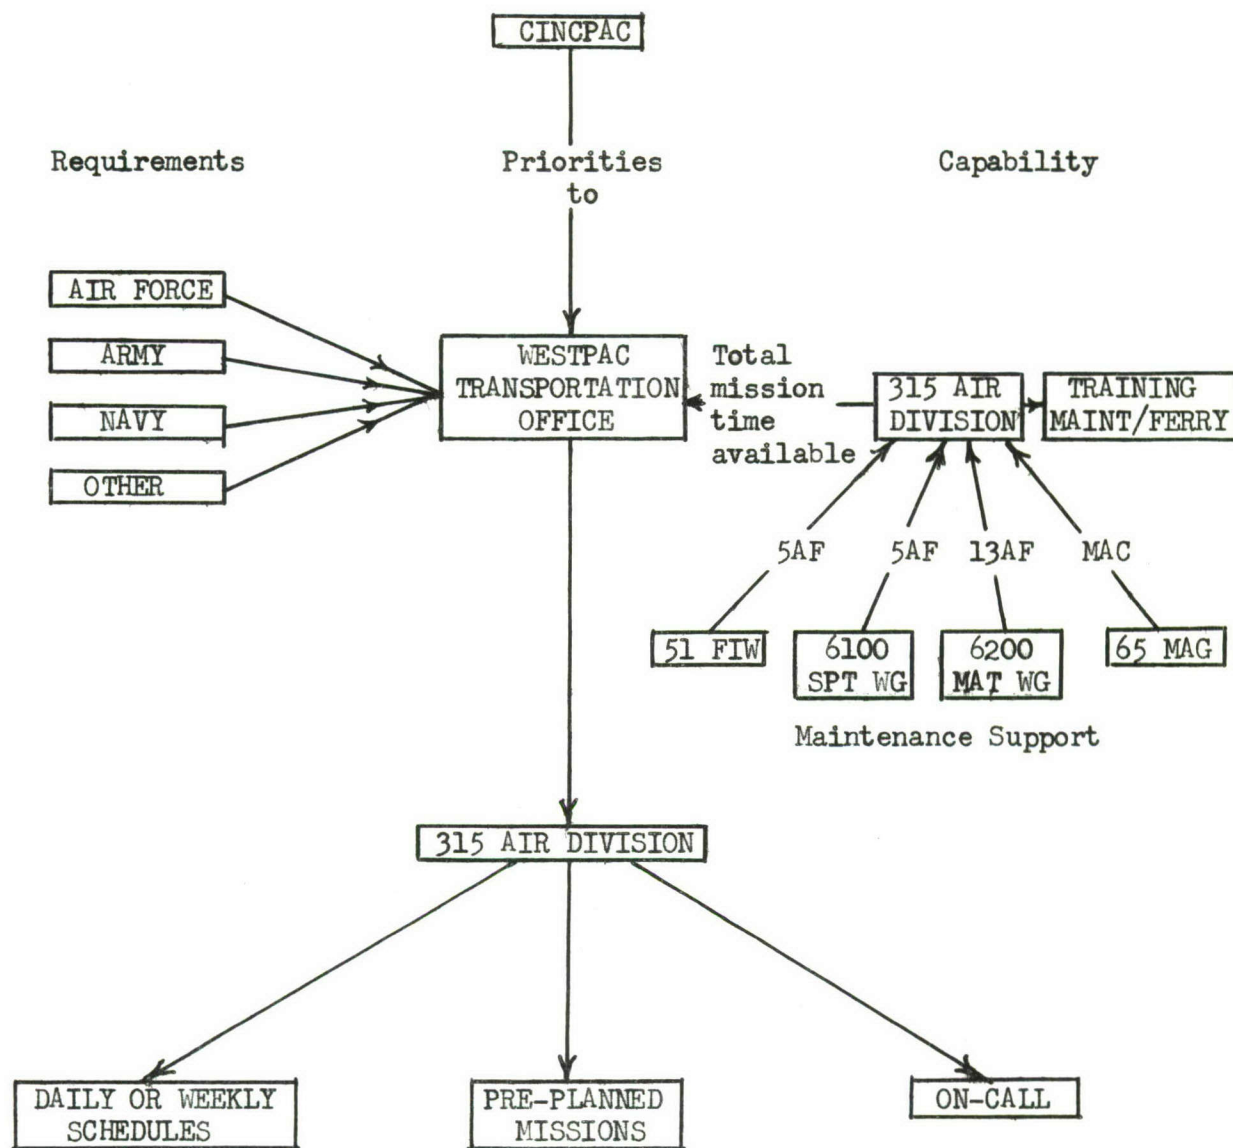 CINCPAC
Requirements
Priorities
to
Capability
AIR FORCE
ARMY
NAVY
OTHER
WESTPAC
TRANSPORTATION
OFFICE
Total
mission
time
available
315 AIR
DIVISION
TRAINING
MAINT/FERRY
5AF
5AF
13AF
MAC
51 FIW
6100
SPT WG
6200
MAT WG
65 MAG
Maintenance Support
315 AIR DIVISION
DAILY OR WEEKLY
SCHEDULES
PRE-PLANNED
MISSIONS
ON-CALL